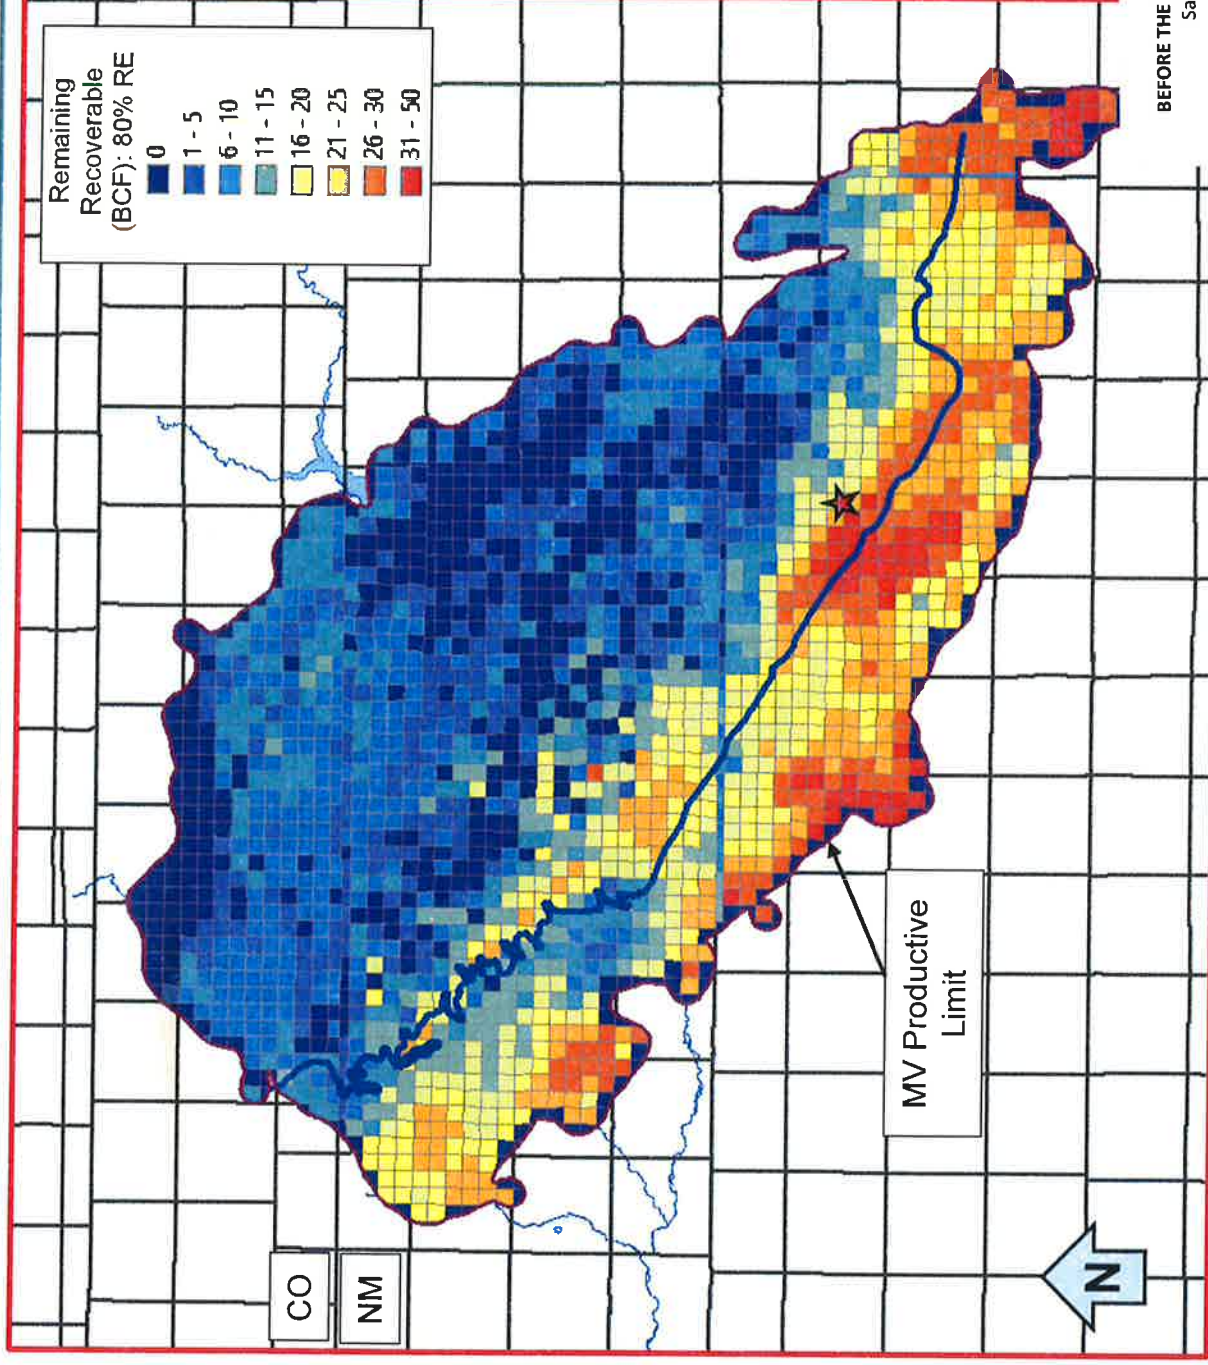 Remaining
Recoverable
(BCF): 80% RE
0
1 - 5
6 - 10
11 - 15
16 - 20
21 - 25
26 - 30
31 - 50
CO
NM
MV Productive
Limit
N
BEFORE THE
Sa